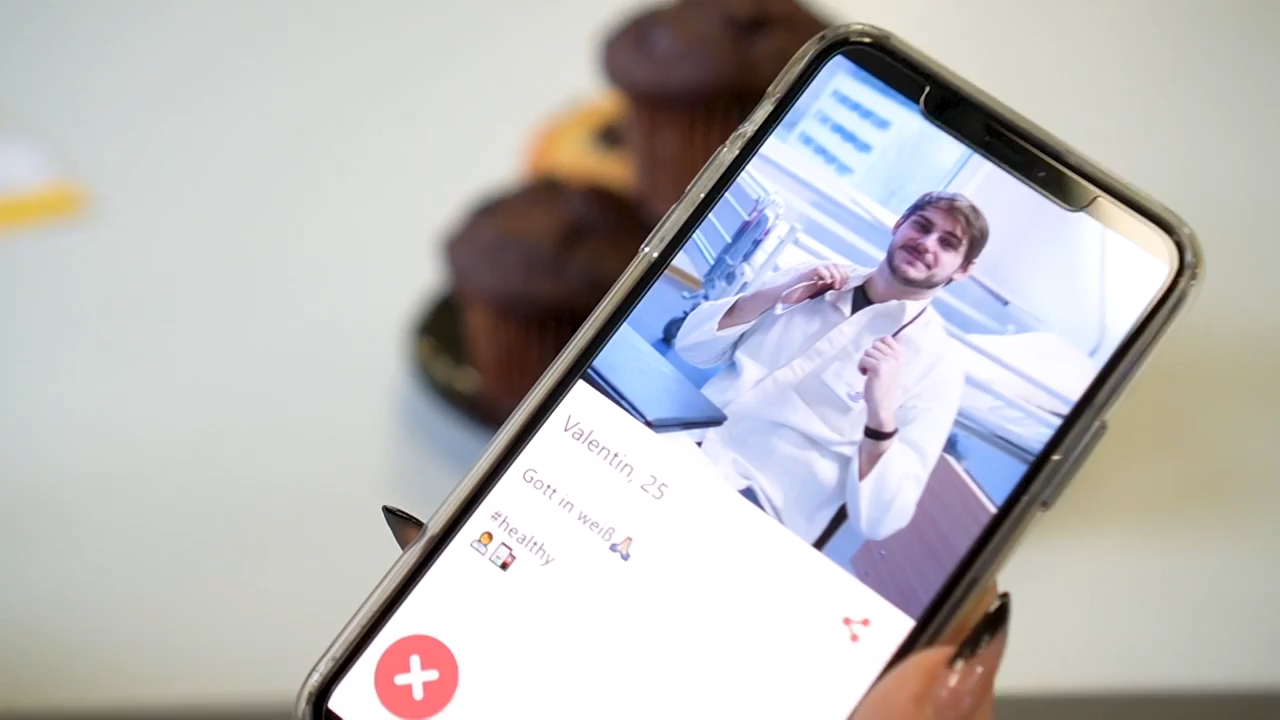 Valentin, 25
Gott in weiß🙏🏼
#healthy
👨‍⚕️🏥